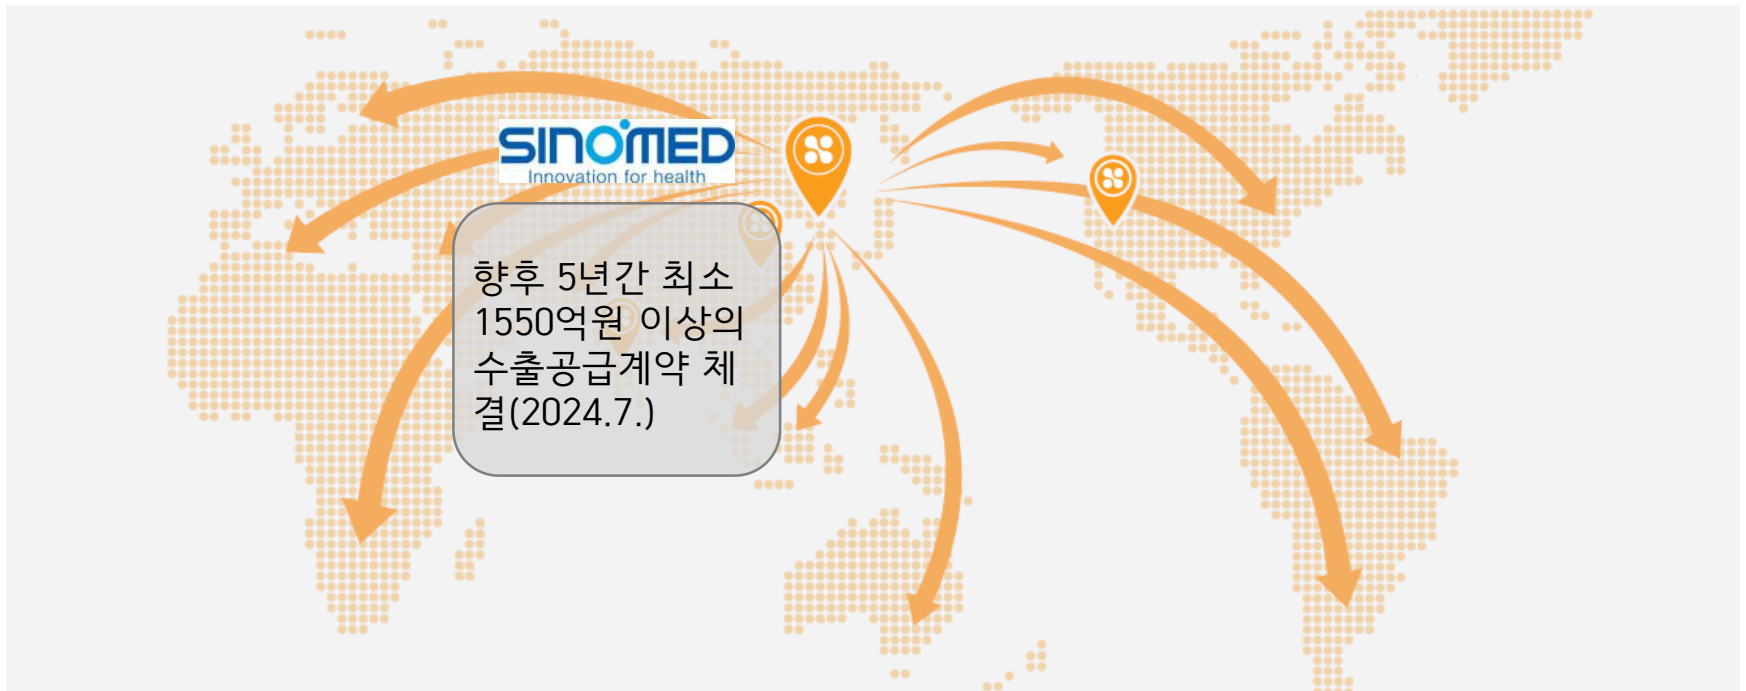 SINOMED
Innovation for health
향후 5년간 최소
1550억원 이상의
수출공급계약 체
결(2024.7.)